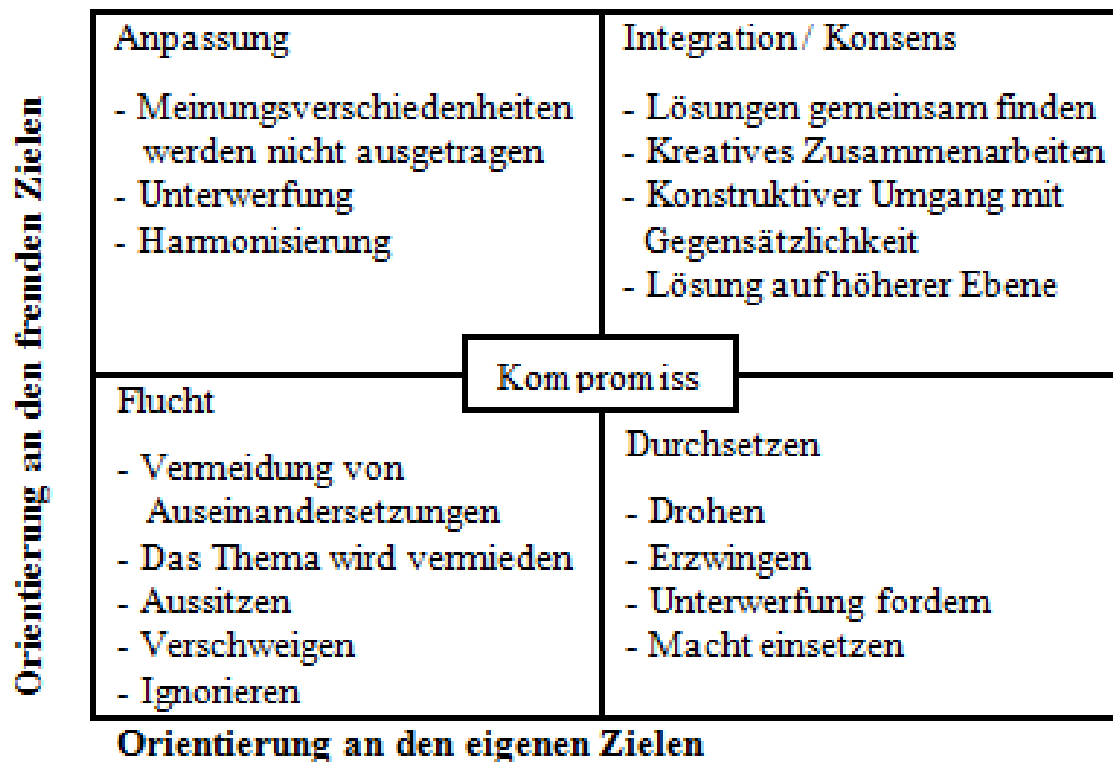 Orientierung an den fremden Zielen
Anpassung
- Meinungsverschiedenheiten
werden nicht ausgetragen
- Unterwerfung
- Harmonisierung
Integration / Konsens
- Lösungen gemeinsam finden
- Kreatives Zusammenarbeiten
- Konstruktiver Umgang mit
Gegensätzlichkeit
- Lösung auf höherer Ebene
Kompromiss
Flucht
- Vermeidung von
Auseinandersetzungen
- Das Thema wird vermieden
- Aussitzen
- Verschweigen
- Ignorieren
Durchsetzen
- Drohen
- Erzwingen
- Unterwerfung fordern
- Macht einsetzen
Orientierung an den eigenen Zielen